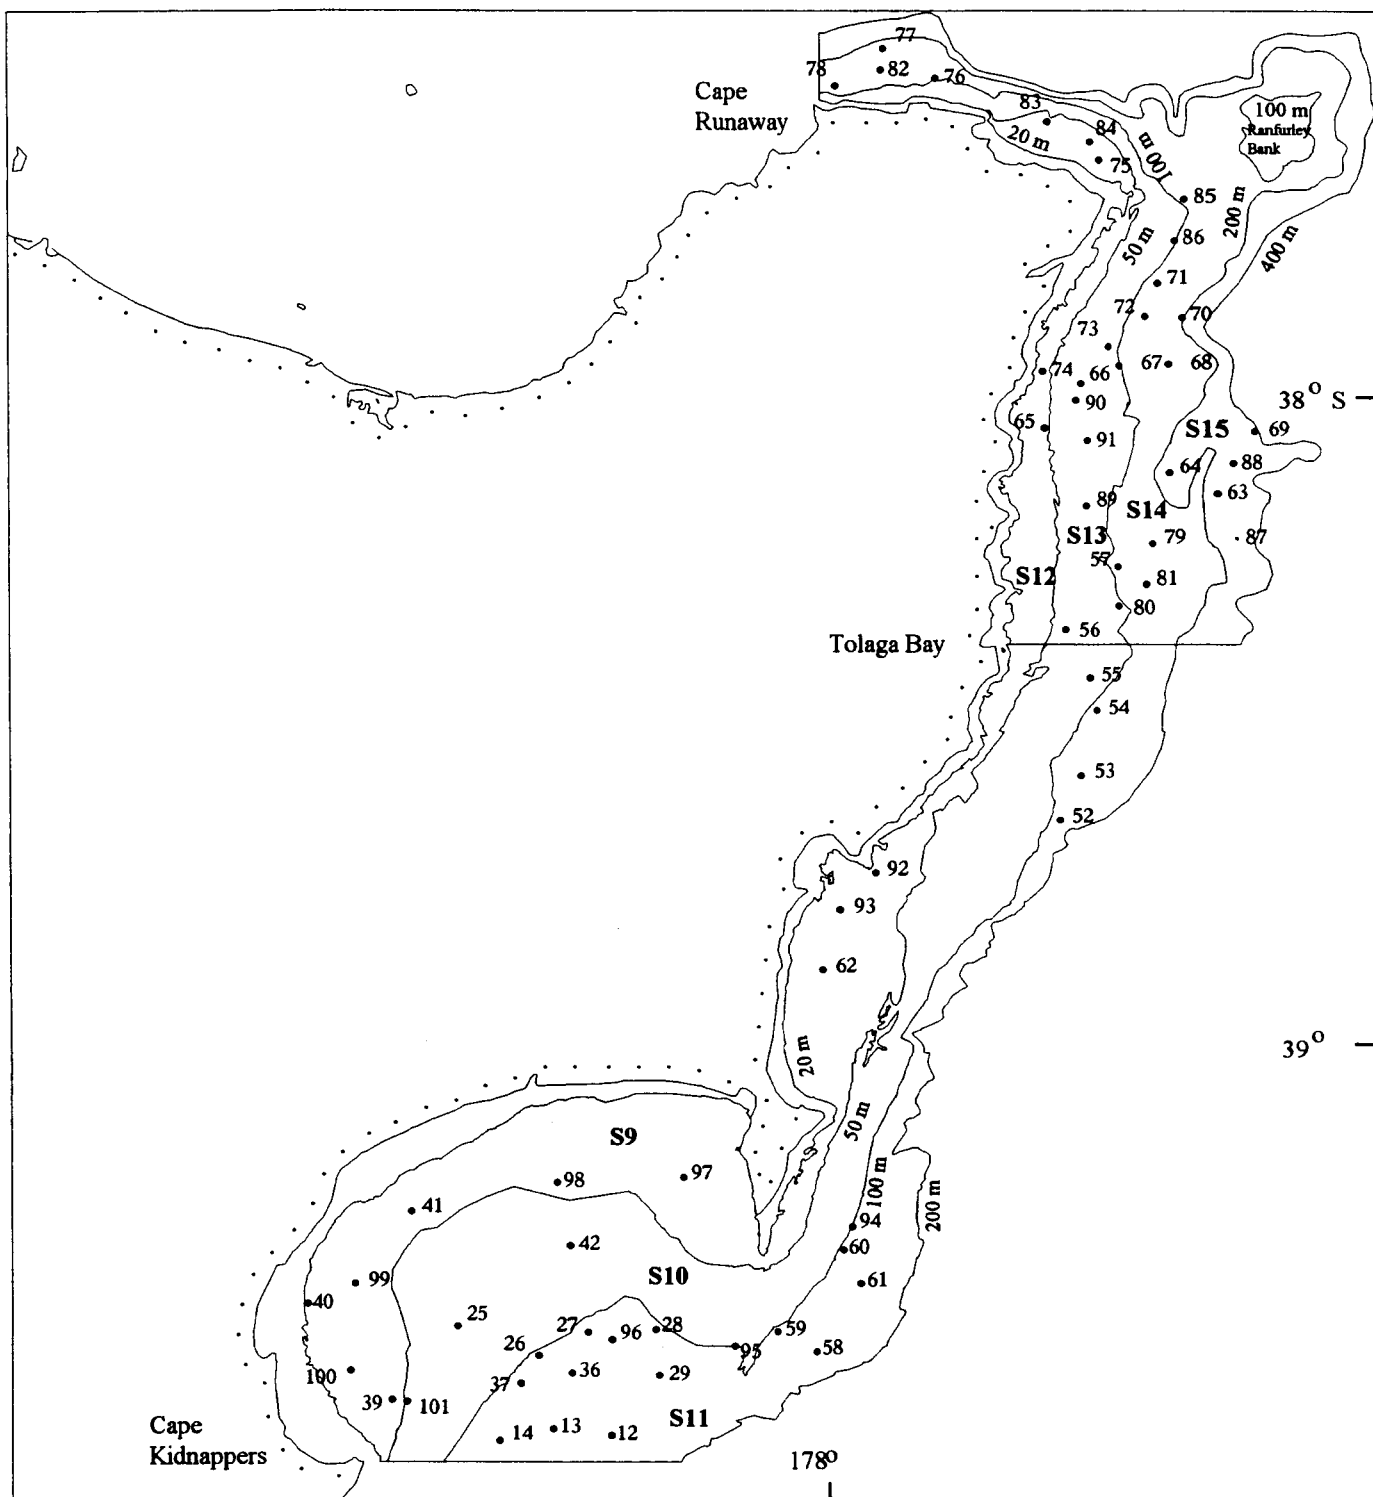 77
78
82
76
Cape
Runaway
83
100 m
Ranfurley
Bank
20 m
84
100 m
75
85
200 m
50 m
86
400 m
71
72
70
73
74
66
67
68
90
38° S
65
91
S15
69
64
88
63
89
S14
S13
79
87
57
S12
81
80
56
Tolaga Bay
55
54
53
52
92
93
62
39°
20 m
50 m
S9
98
97
100 m
200 m
41
94
42
60
S10
99
61
40
25
27
96
28
59
26
95
58
100
36
29
37
39
101
S11
Cape
Kidnappers
14
13
12
178°